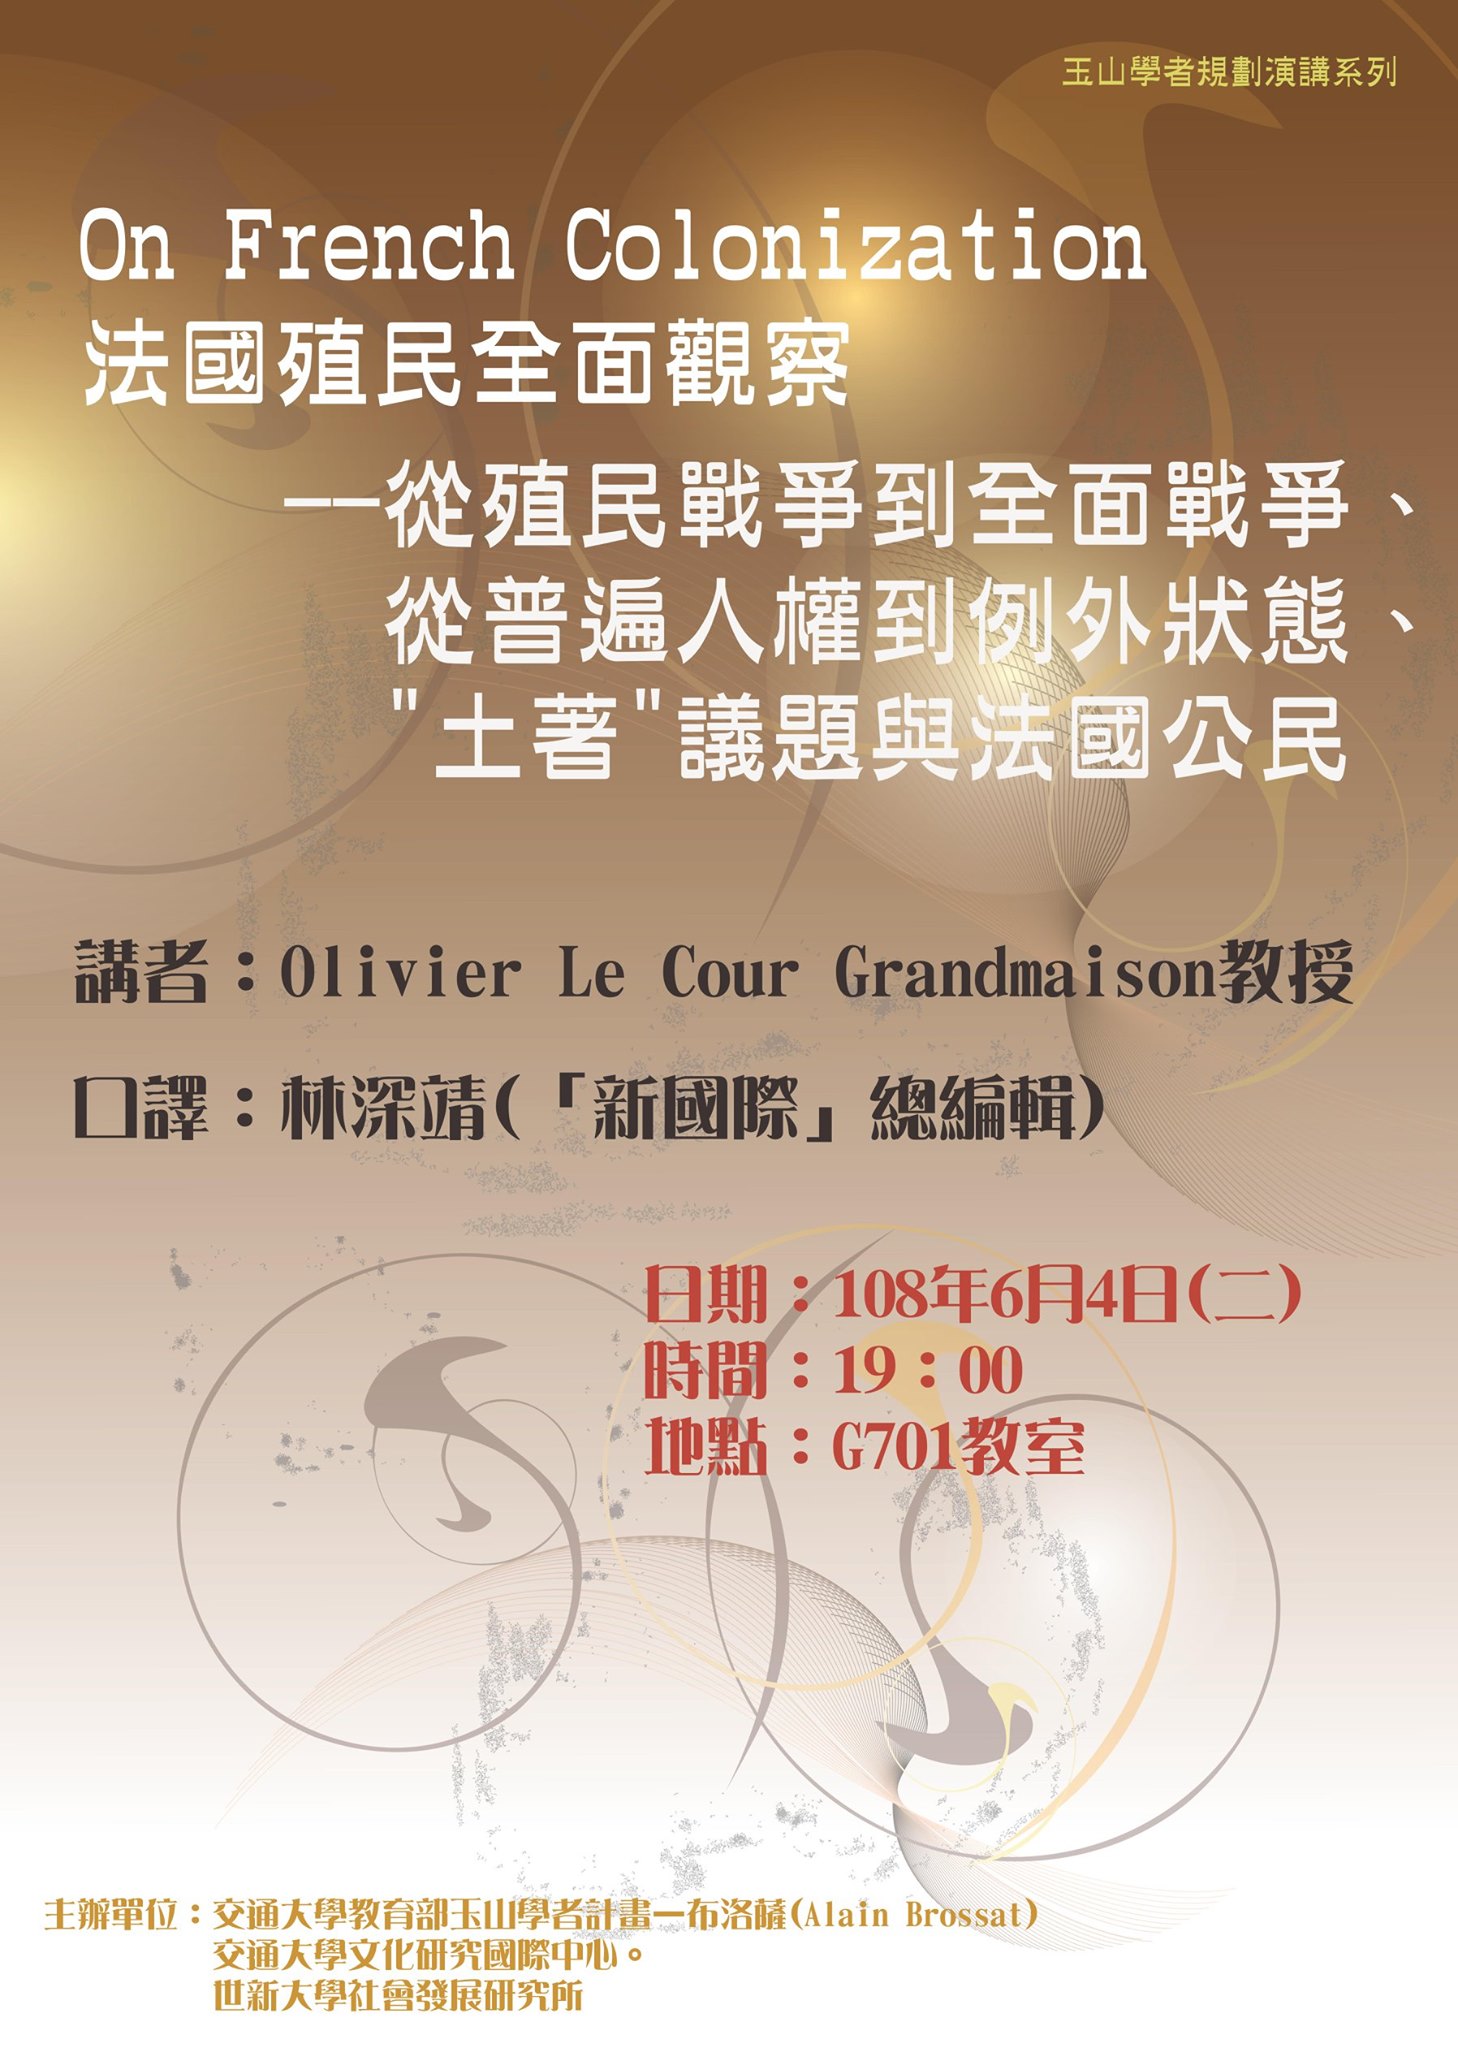 玉山學者規劃演講系列
On French Colonization
法國殖民全面觀察
——從殖民戰爭到全面戰爭、
從普遍人權到例外狀態、
"土著"議題與法國公民
講者：Olivier Le Cour Grandmaison教授
口譯：林深靖(「新國際」總編輯)
日期：108年6月4日(二)
時間：19：00
地點：G701教室
主辦單位：交通大學教育部玉山學者計畫—布洛薩(Alain Brossat)
交通大學文化研究國際中心。
世新大學社會發展研究所